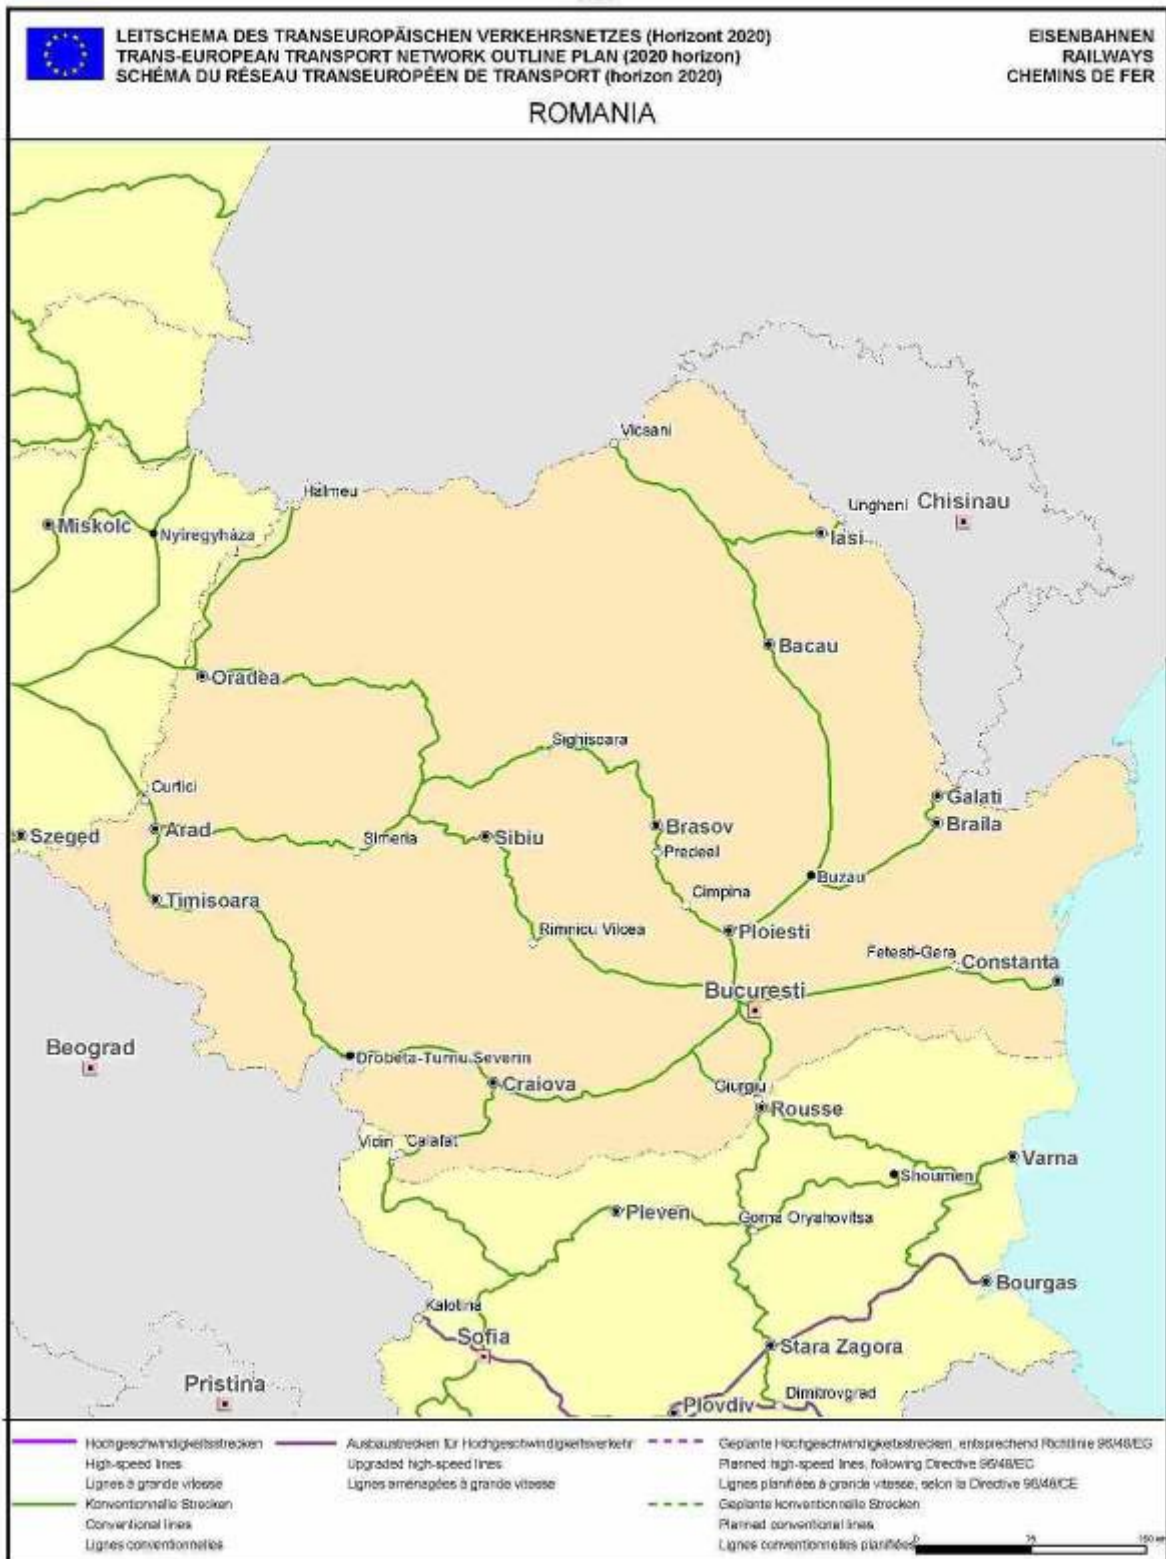 LEITSCHEMA DES TRANSEUROPÄISCHEN VERKEHRSNETZES (Horizont 2020)
TRANS-EUROPEAN TRANSPORT NETWORK OUTLINE PLAN (2020 horizon)
SCHÉMA DU RÉSEAU TRANSEUROPÉEN DE TRANSPORT (horizon 2020)
EISENBAHNEN
RAILWAYS
CHEMINS DE FER
ROMANIA
Vicsani
Halmeu
Ungheni
Chisinau
Miskolc
Nyíregyháza
Iasi
Bacau
Oradea
Sighisoara
Curtici
Galati
Szeged
Arad
Simeria
Sibiu
Brasov
Braila
Predeal
Buzau
Timisoara
Cimpina
Rimnicu Vilcea
Ploiesti
Fetesti-Gara
Constanta
Bucuresti
Beograd
Drobeta-Turnu Severin
Craiova
Giurgiu
Rousse
Vidin
Calafat
Varna
Shoumen
Pleven
Gorna Oryahovitsa
Bourgas
Kalotina
Sofia
Stara Zagora
Pristina
Plovdiv
Dimitrovgrad
Hochgeschwindigkeitsstrecken
High-speed lines
Lignes à grande vitesse
Konventionelle Strecken
Conventional lines
Lignes conventionnelles
Ausbaustrecken für Hochgeschwindigkeitsverkehr
Upgraded high-speed lines
Lignes aménagées à grande vitesse
Geplante Hochgeschwindigkeitsstrecken, entsprechend Richtlinie 96/48/EG
Planned high-speed lines, following Directive 96/48/EC
Lignes planifiées à grande vitesse, selon la Directive 96/48/CE
Geplante konventionelle Strecken
Planned conventional lines
Lignes conventionnelles planifiées
0 75 150